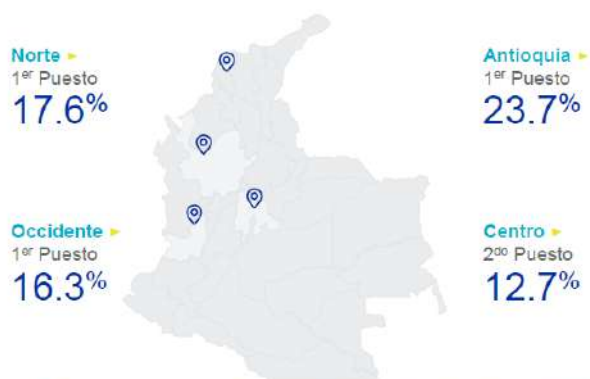 Norte ►
1er Puesto
17.6%
Antioquia ►
1er Puesto
23.7%
Occidente ►
1er Puesto
16.3%
Centro ►
2do Puesto
12.7%